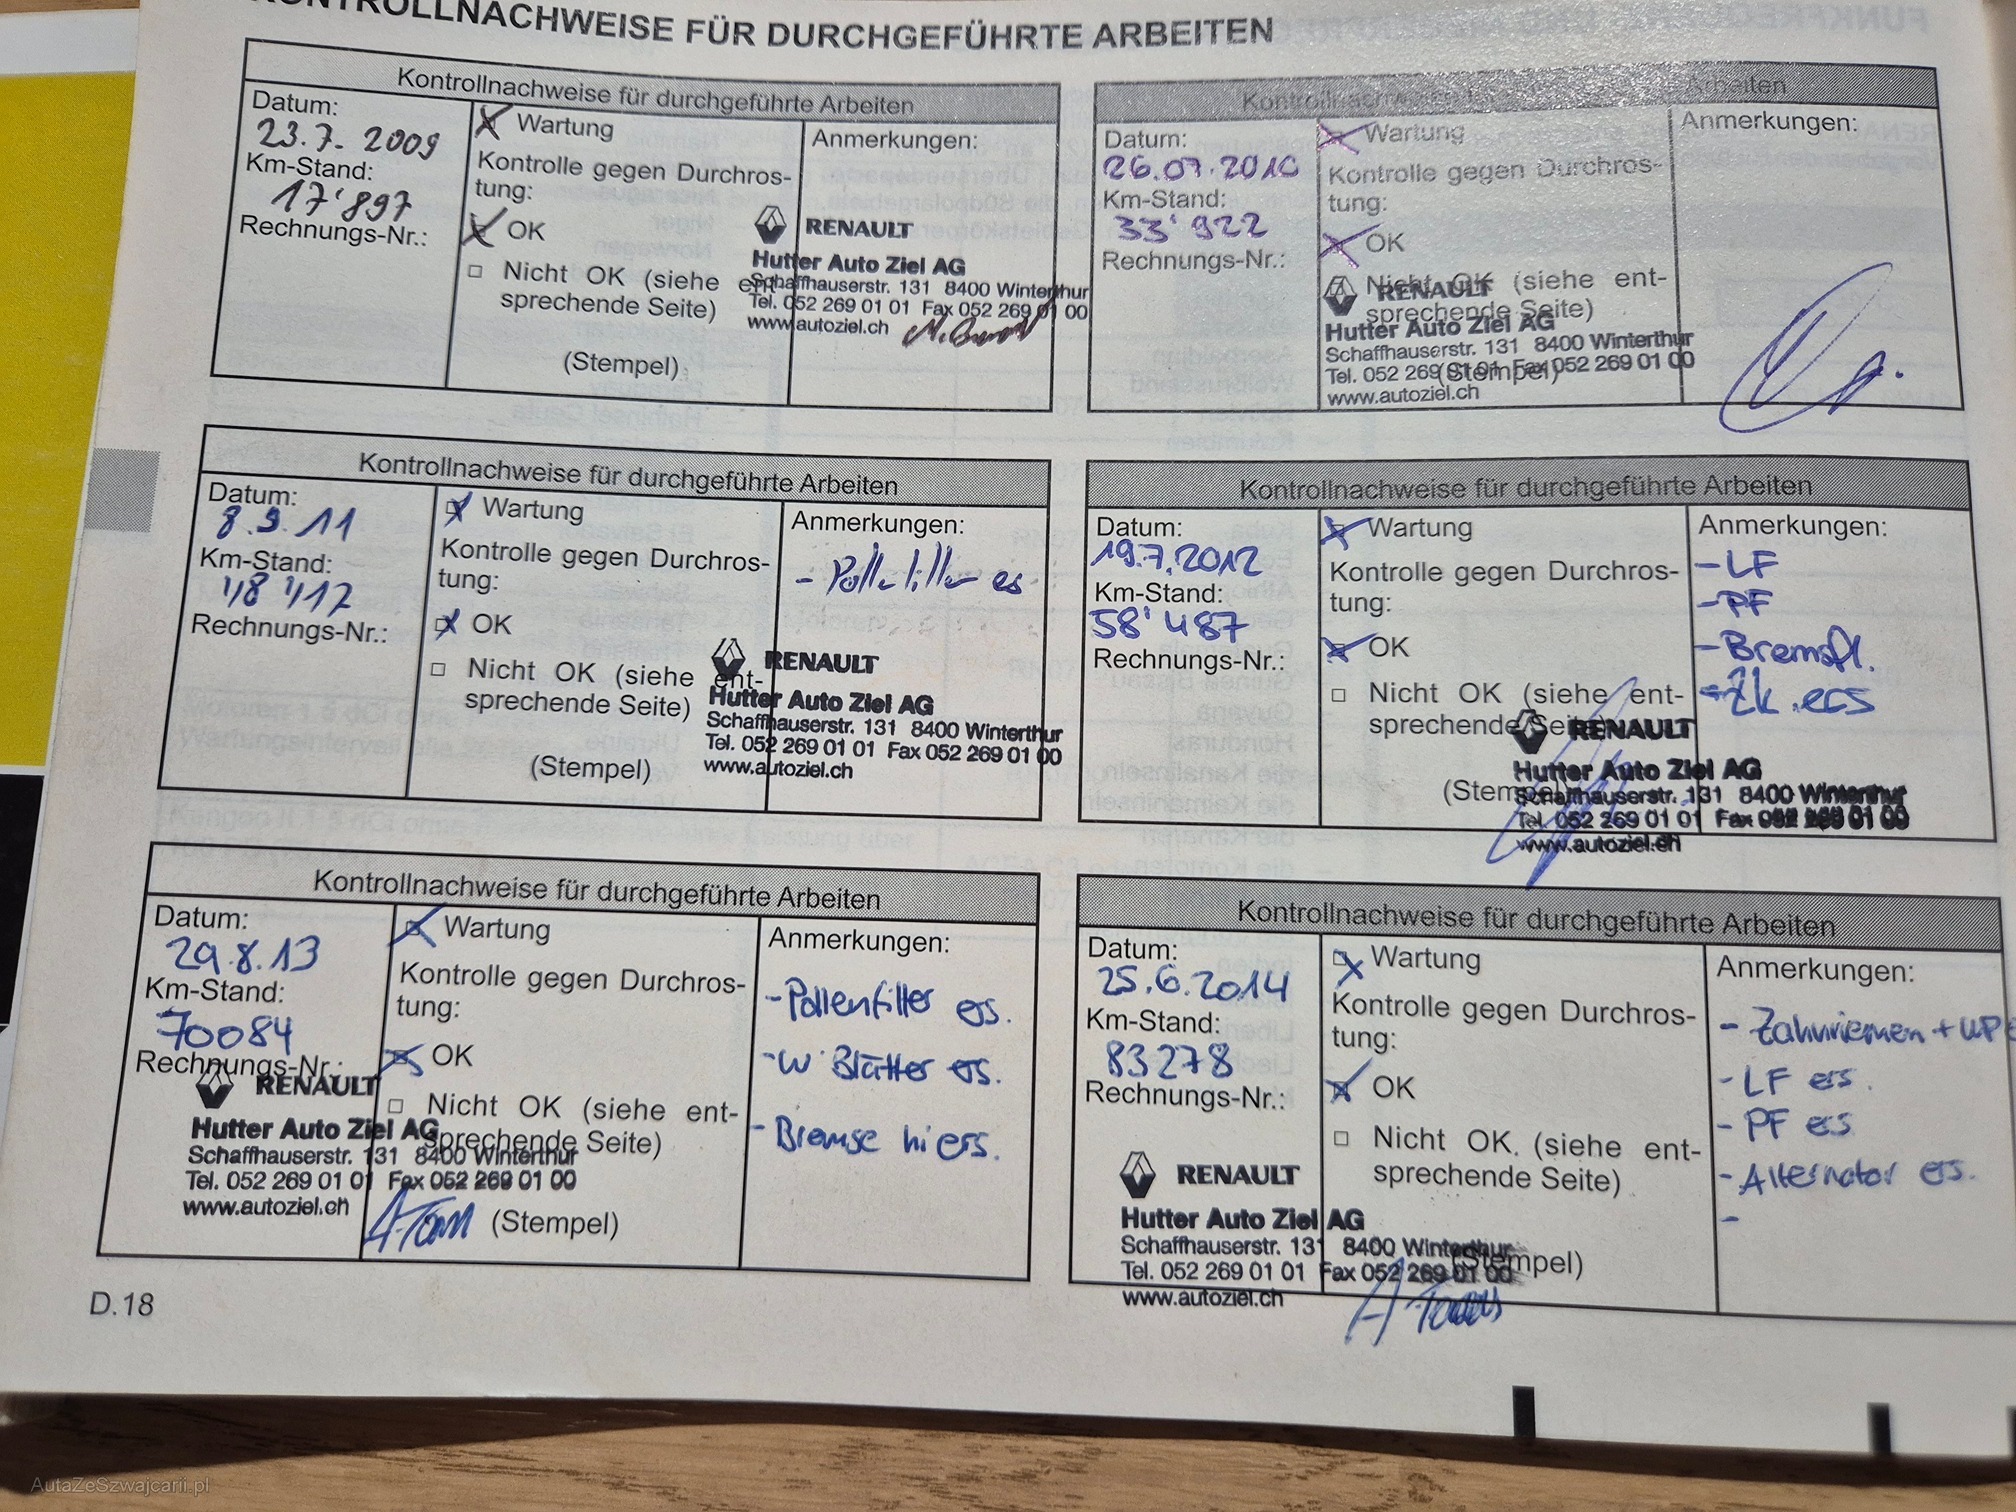 KONTROLLNACHWEISE FÜR DURCHGEFÜHRTE ARBEITEN
Kontrollnachweise für durchgeführte Arbeiten
Datum:
23.7. 2009
Km-Stand:
17'897
Rechnungs-Nr.:
Wartung
Kontrolle gegen Durchros-
tung:
OK
Nicht OK (siehe ent-
sprechende Seite)
(Stempel)
Anmerkungen:
RENAULT
Hutter Auto Ziel AG
Schaffhauserstr. 131 8400 Winterthur
Tel. 052 269 01 01 Fax 052 269 01 00
www.autoziel.ch
Kontrollnachweise Arbeiten
Datum:
26.07.2010
Km-Stand:
33'922
Rechnungs-Nr.:
Wartung
Kontrolle gegen Durchros-
tung:
OK
Nicht OK (siehe ent-
sprechende Seite)
(Stempel)
Anmerkungen:
RENAULT
Hutter Auto Ziel AG
Schaffhauserstr. 131 8400 Winterthur
Tel. 052 269 01 01 Fax 052 269 01 00
www.autoziel.ch
Kontrollnachweise für durchgeführte Arbeiten
Datum:
8.9.11
Km-Stand:
48'417
Rechnungs-Nr.:
Wartung
Kontrolle gegen Durchros-
tung:
OK
Nicht OK (siehe ent-
sprechende Seite)
(Stempel)
Anmerkungen:
- Pollenfilter es
RENAULT
Hutter Auto Ziel AG
Schaffhauserstr. 131 8400 Winterthur
Tel. 052 269 01 01 Fax 052 269 01 00
www.autoziel.ch
Kontrollnachweise für durchgeführte Arbeiten
Datum:
19.7.2012
Km-Stand:
58'487
Rechnungs-Nr.:
Wartung
Kontrolle gegen Durchros-
tung:
OK
Nicht OK (siehe ent-
sprechende Seite)
(Stempel)
Anmerkungen:
- LF
- PF
- Bremsfl.
- Zk. ers
RENAULT
Hutter Auto Ziel AG
Schaffhauserstr. 131 8400 Winterthur
Tel. 052 269 01 01 Fax 052 269 01 00
www.autoziel.ch
Kontrollnachweise für durchgeführte Arbeiten
Datum:
29.8.13
Km-Stand:
70084
Rechnungs-Nr.:
Wartung
Kontrolle gegen Durchros-
tung:
OK
Nicht OK (siehe ent-
sprechende Seite)
(Stempel)
Anmerkungen:
- Pollenfilter ers.
- W. Blätter ers.
- Bremse hi ers.
RENAULT
Hutter Auto Ziel AG
Schaffhauserstr. 131 8400 Winterthur
Tel. 052 269 01 01 Fax 052 269 01 00
www.autoziel.ch
Kontrollnachweise für durchgeführte Arbeiten
Datum:
25.6.2014
Km-Stand:
83278
Rechnungs-Nr.:
Wartung
Kontrolle gegen Durchros-
tung:
OK
Nicht OK. (siehe ent-
sprechende Seite)
(Stempel)
Anmerkungen:
- Zahnriemen + WP
- LF ers.
- PF ers
- Alternator ers.
-
RENAULT
Hutter Auto Ziel AG
Schaffhauserstr. 131 8400 Winterthur
Tel. 052 269 01 01 Fax 052 269 01 00
www.autoziel.ch
D.18
AutaZeSzwajcarii.pl